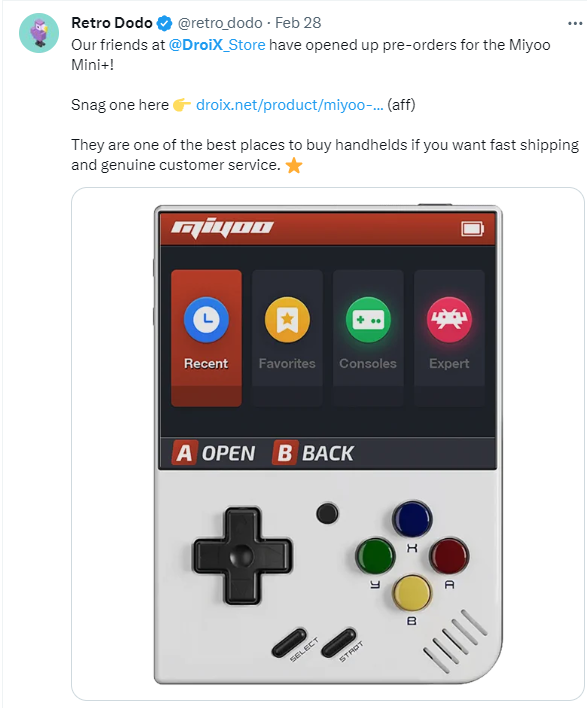 Retro Dodo @retro_dodo · Feb 28
Our friends at @DroiX_Store have opened up pre-orders for the Miyoo
Mini+!
Snag one here 👉 droix.net/product/miyoo-... (aff)
They are one of the best places to buy handhelds if you want fast shipping
and genuine customer service. ⭐
miyoo
Recent Favorites Consoles Expert
A OPEN B BACK
X
Y A
B
SELECT START